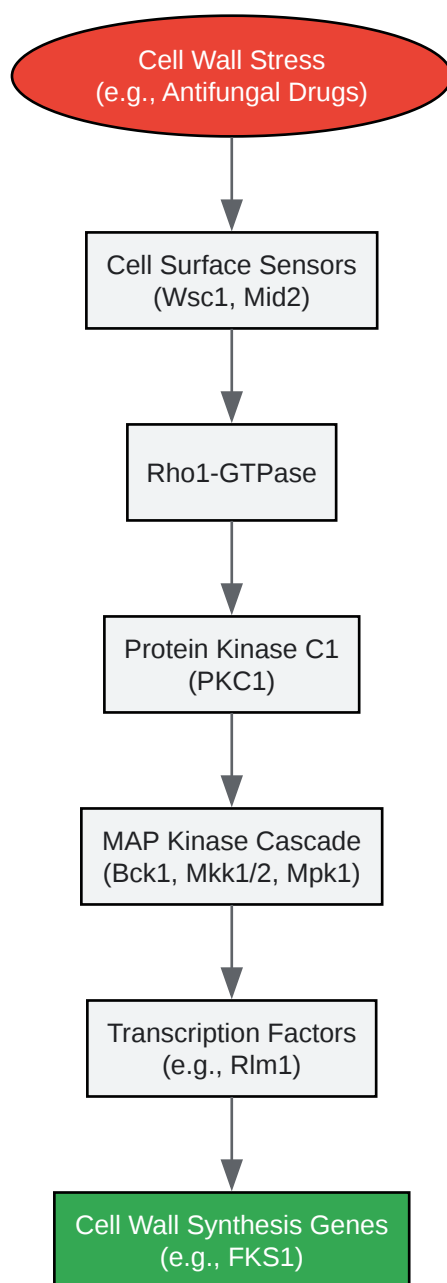 Cell Wall Stress
(e.g., Antifungal Drugs)
Cell Surface Sensors
(Wsc1, Mid2)
Rho1-GTPase
Protein Kinase C1
(PKC1)
MAP Kinase Cascade
(Bck1, Mkk1/2, Mpk1)
Transcription Factors
(e.g., Rlm1)
Cell Wall Synthesis Genes
(e.g., FKS1)